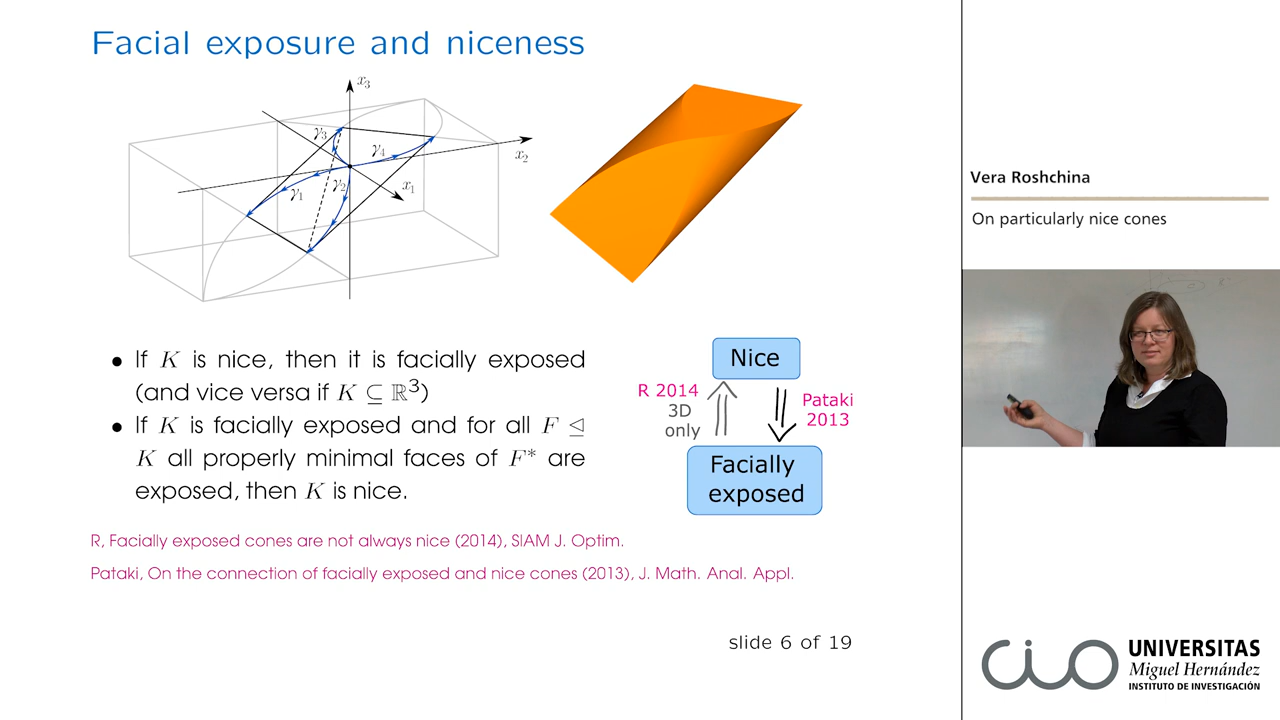 Facial exposure and niceness
x₃
γ₃
γ₄
x₂
γ₁
γ₂
x₁
• If K is nice, then it is facially exposed
(and vice versa if K ⊆ ℝ³)
• If K is facially exposed and for all F ⊴
K all properly minimal faces of F* are
exposed, then K is nice.
Nice
R 2014
3D
only
Pataki
2013
Facially
exposed
R, Facially exposed cones are not always nice (2014), SIAM J. Optim.
Pataki, On the connection of facially exposed and nice cones (2013), J. Math. Anal. Appl.
slide 6 of 19
Vera Roshchina
On particularly nice cones
cio
UNIVERSITAS
Miguel Hernández
INSTITUTO DE INVESTIGACIÓN